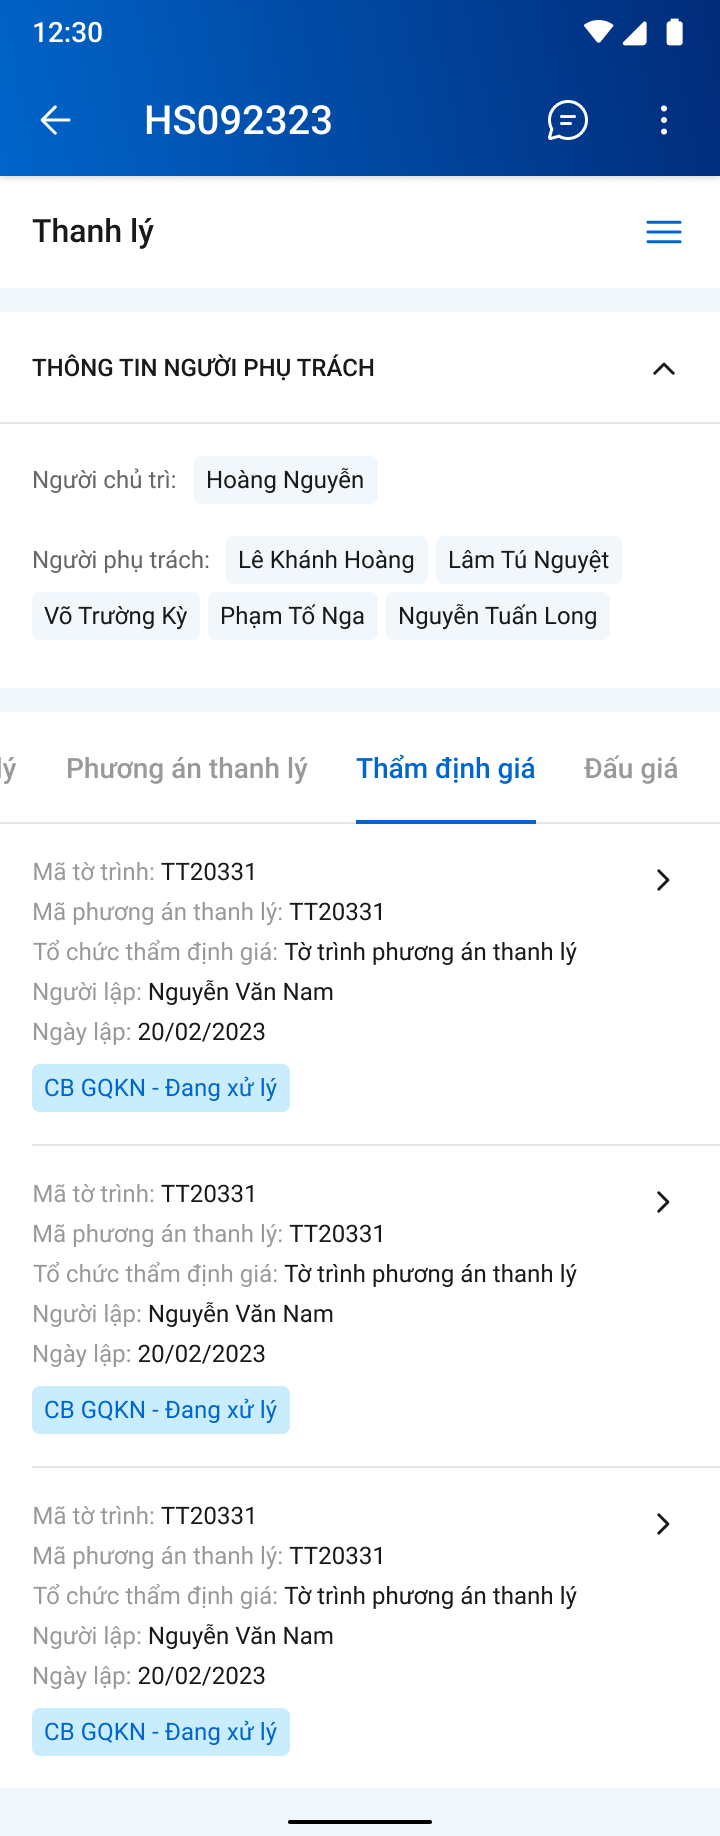 12:30
HS092323
Thanh lý
THÔNG TIN NGƯỜI PHỤ TRÁCH
Người chủ trì: Hoàng Nguyễn
Người phụ trách: Lê Khánh Hoàng Lâm Tú Nguyệt
Võ Trường Kỳ Phạm Tố Nga Nguyễn Tuấn Long
lý Phương án thanh lý Thẩm định giá Đấu giá
Mã tờ trình: TT20331
Mã phương án thanh lý: TT20331
Tổ chức thẩm định giá: Tờ trình phương án thanh lý
Người lập: Nguyễn Văn Nam
Ngày lập: 20/02/2023
CB GQKN - Đang xử lý
Mã tờ trình: TT20331
Mã phương án thanh lý: TT20331
Tổ chức thẩm định giá: Tờ trình phương án thanh lý
Người lập: Nguyễn Văn Nam
Ngày lập: 20/02/2023
CB GQKN - Đang xử lý
Mã tờ trình: TT20331
Mã phương án thanh lý: TT20331
Tổ chức thẩm định giá: Tờ trình phương án thanh lý
Người lập: Nguyễn Văn Nam
Ngày lập: 20/02/2023
CB GQKN - Đang xử lý